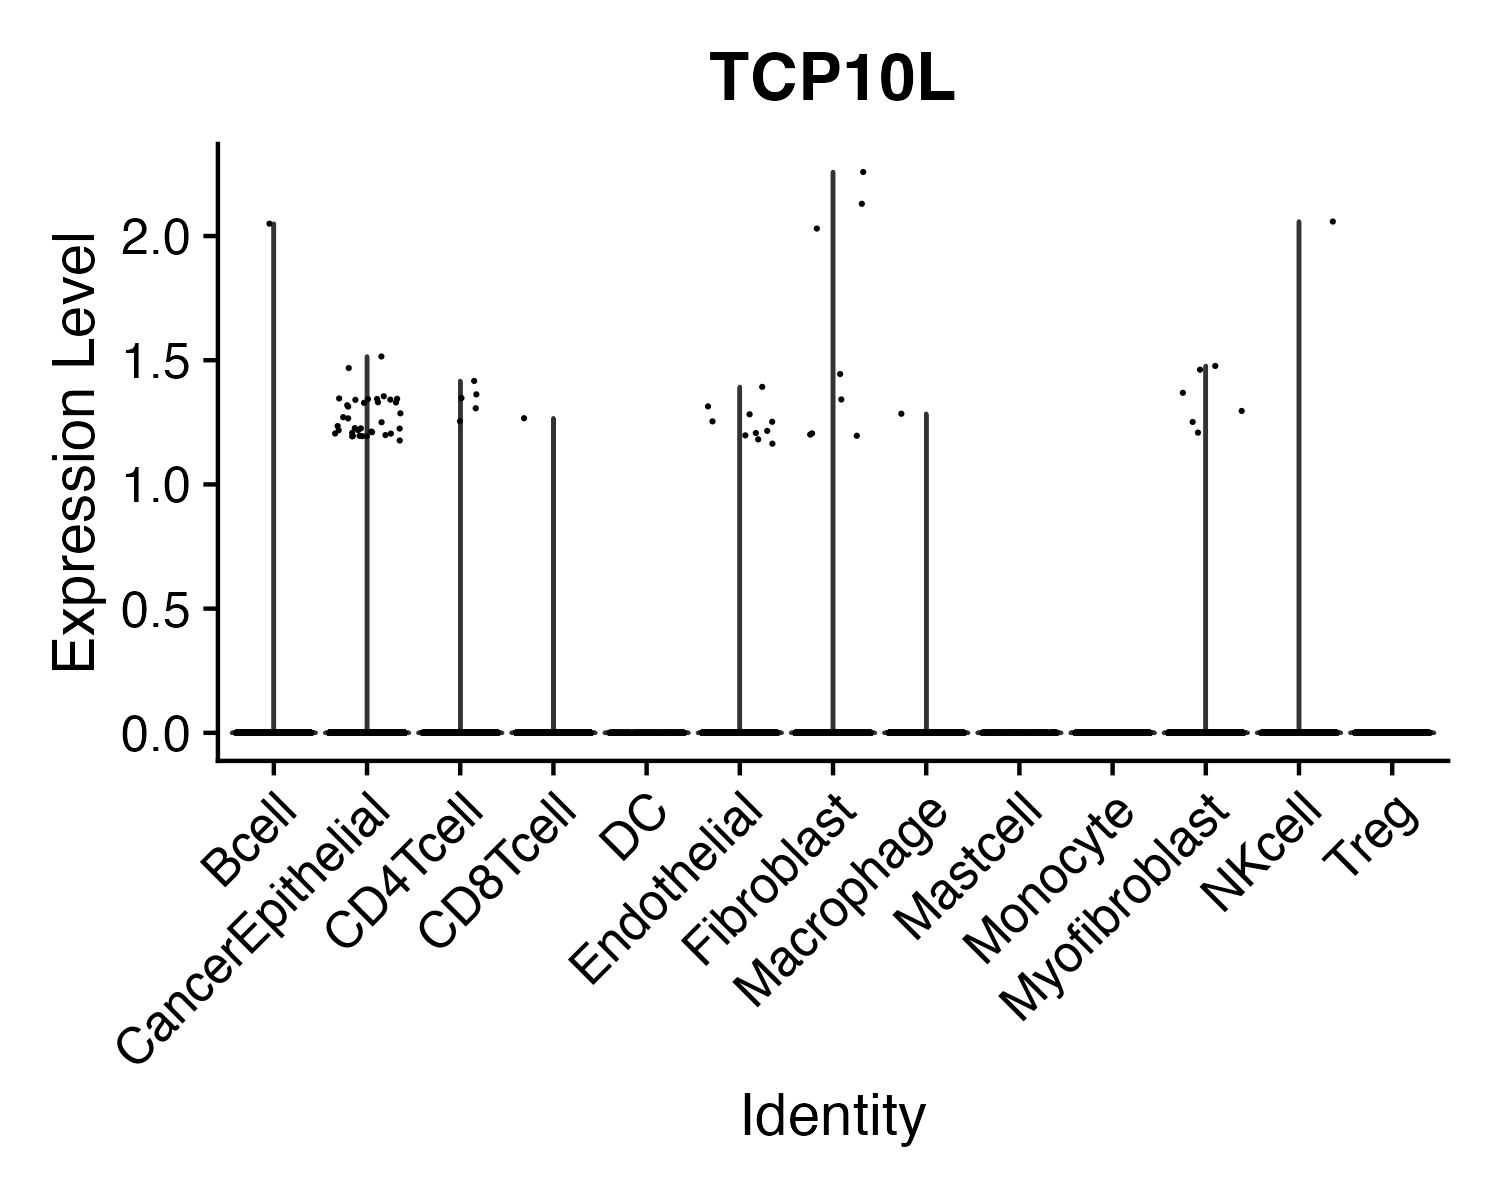 TCP10L
Expression Level
2.0
1.5
1.0
0.5
0.0
Bcell
CancerEpithelial
CD4Tcell
CD8Tcell
DC
Endothelial
Fibroblast
Macrophage
Mastcell
Monocyte
Myofibroblast
NKcell
Treg
Identity